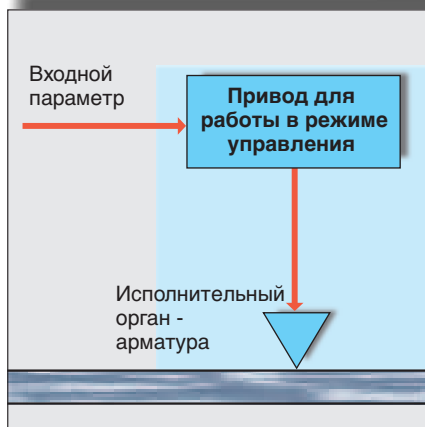 Входной
параметр
Привод для
работы в режиме
управления
Исполнительный
орган -
арматура